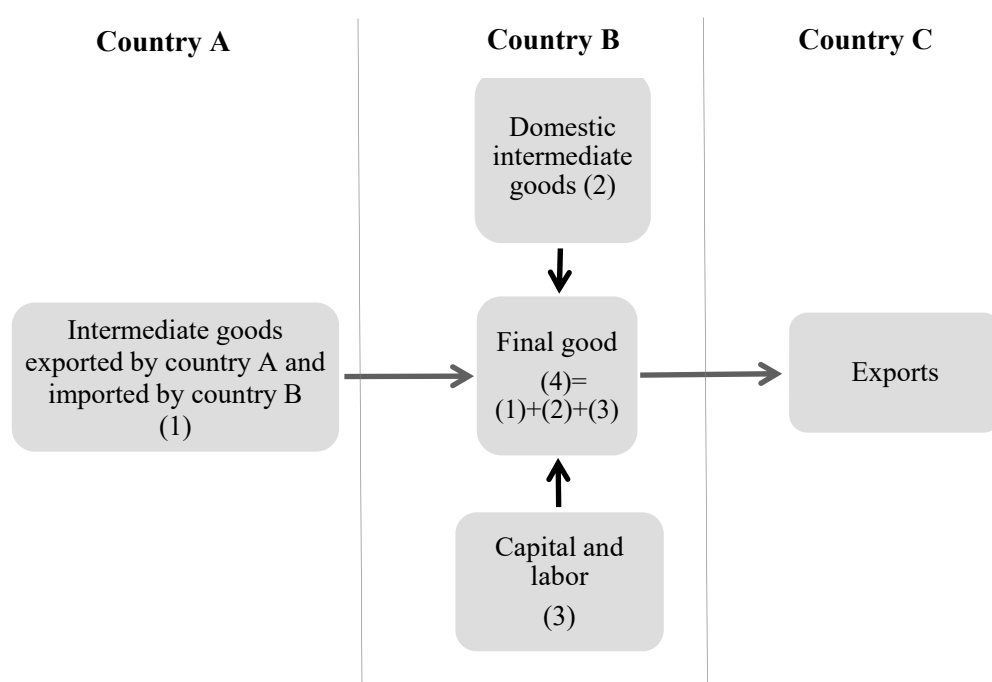 Country A
Country B
Country C
Domestic
intermediate
goods (2)
Intermediate goods
exported by country A and
imported by country B
(1)
Final good
(4)=
(1)+(2)+(3)
Exports
Capital and
labor
(3)